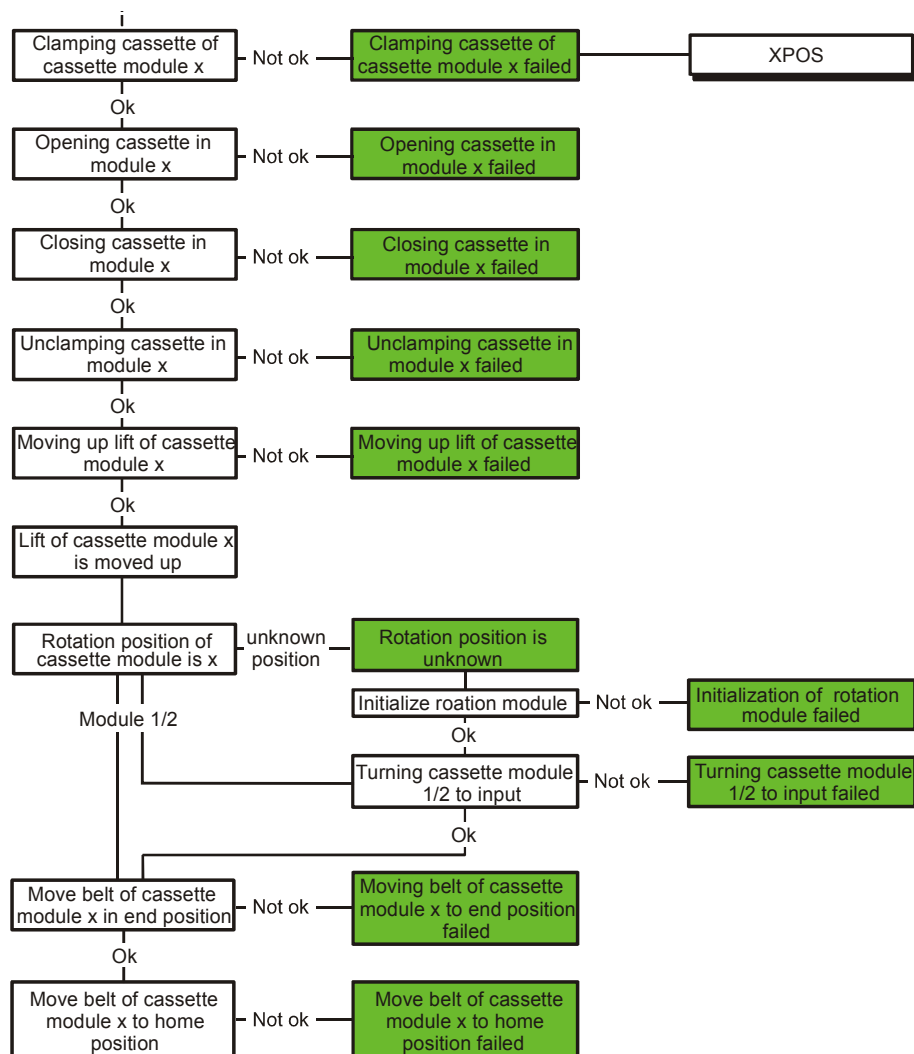 Clamping cassette of
cassette module x
Not ok
Clamping cassette of
cassette module x failed
XPOS
Ok
Opening cassette in
module x
Not ok
Opening cassette in
module x failed
Ok
Closing cassette in
module x
Not ok
Closing cassette in
module x failed
Ok
Unclamping cassette in
module x
Not ok
Unclamping cassette in
module x failed
Ok
Moving up lift of cassette
module x
Not ok
Moving up lift of cassette
module x failed
Ok
Lift of cassette module x
is moved up
Rotation position of
cassette module is x
unknown
position
Rotation position is
unknown
Initialize roation module
Not ok
Initialization of rotation
module failed
Module 1/2
Ok
Turning cassette module
1/2 to input
Not ok
Turning cassette module
1/2 to input failed
Ok
Move belt of cassette
module x in end position
Not ok
Moving belt of cassette
module x to end position
failed
Ok
Move belt of cassette
module x to home
position
Not ok
Move belt of cassette
module x to home
position failed